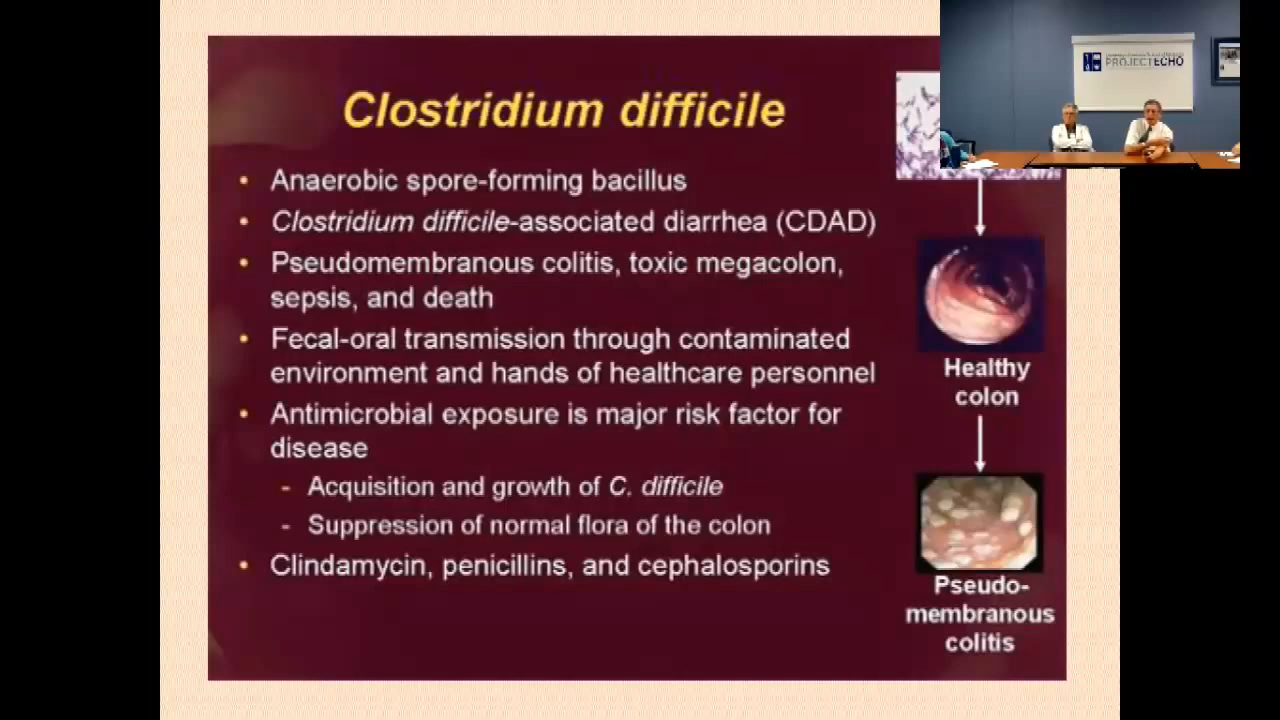 Clostridium difficile
• Anaerobic spore-forming bacillus
• Clostridium difficile-associated diarrhea (CDAD)
• Pseudomembranous colitis, toxic megacolon,
sepsis, and death
• Fecal-oral transmission through contaminated
environment and hands of healthcare personnel
• Antimicrobial exposure is major risk factor for
disease
- Acquisition and growth of C. difficile
- Suppression of normal flora of the colon
• Clindamycin, penicillins, and cephalosporins
Healthy
colon
Pseudo-
membranous
colitis
PROJECT ECHO